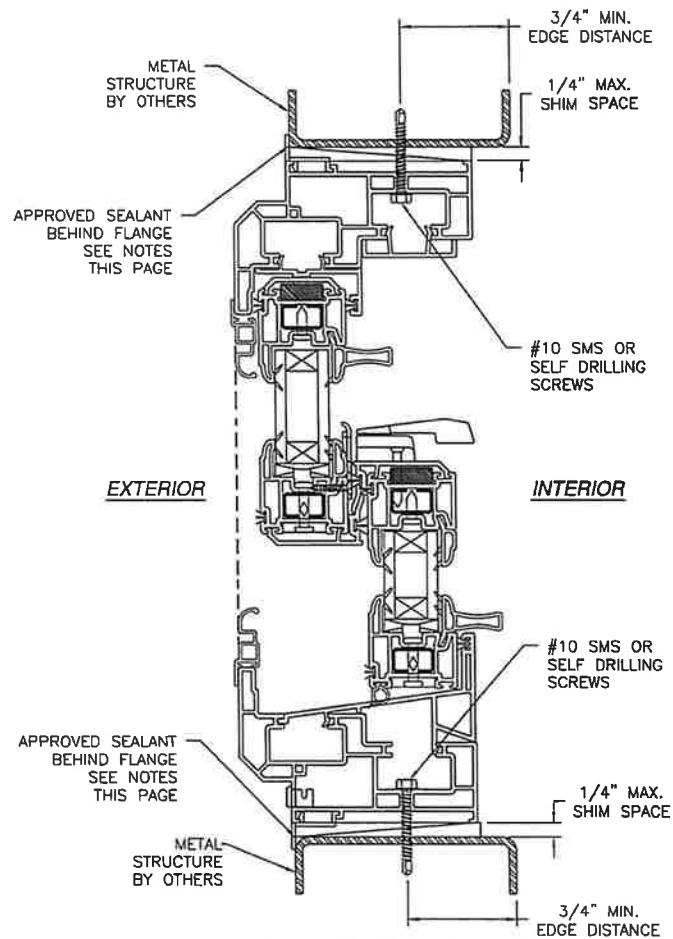 3/4" MIN.
EDGE DISTANCE
METAL
STRUCTURE
BY OTHERS
1/4" MAX.
SHIM SPACE
APPROVED SEALANT
BEHIND FLANGE
SEE NOTES
THIS PAGE
#10 SMS OR
SELF DRILLING
SCREWS
EXTERIOR
INTERIOR
#10 SMS OR
SELF DRILLING
SCREWS
APPROVED SEALANT
BEHIND FLANGE
SEE NOTES
THIS PAGE
1/4" MAX.
SHIM SPACE
METAL
STRUCTURE
BY OTHERS
3/4" MIN.
EDGE DISTANCE